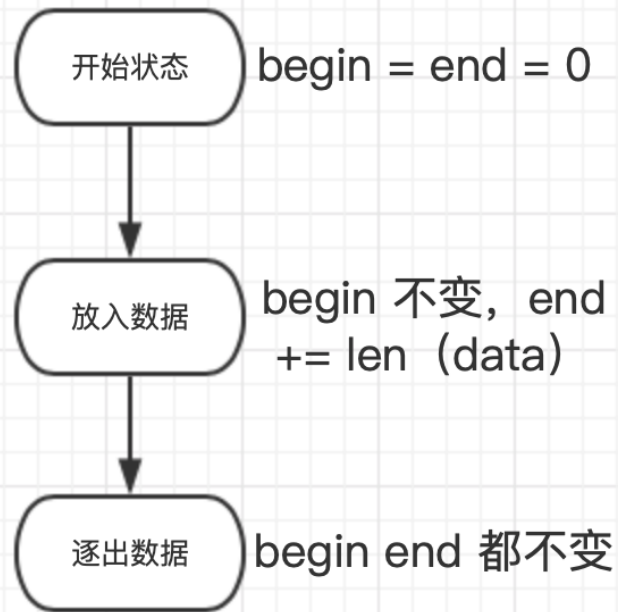 开始状态
begin = end = 0
放入数据
begin 不变，end
+= len（data）
逐出数据
begin end 都不变